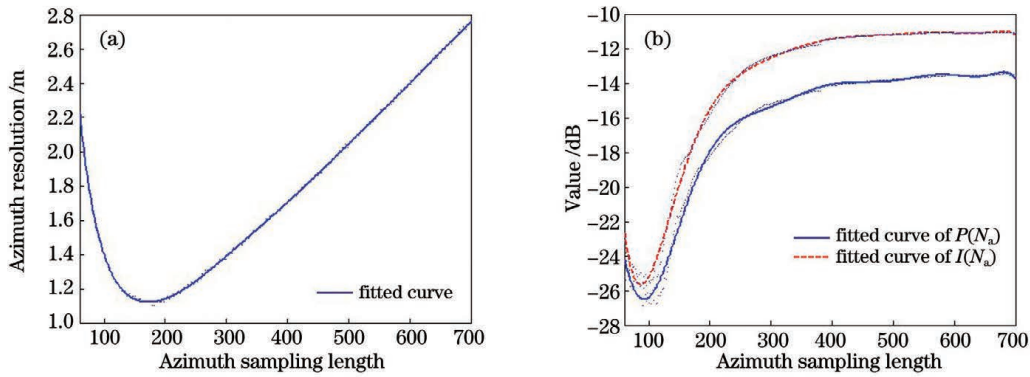 (a)
Azimuth resolution /m
2.8
2.6
2.4
2.2
2.0
1.8
1.6
1.4
1.2
1.0
fitted curve
100 200 300 400 500 600 700
Azimuth sampling length
(b)
Value /dB
−10
−12
−14
−16
−18
−20
−22
−24
−26
−28
fitted curve of P(Na)
fitted curve of I(Na)
100 200 300 400 500 600 700
Azimuth sampling length